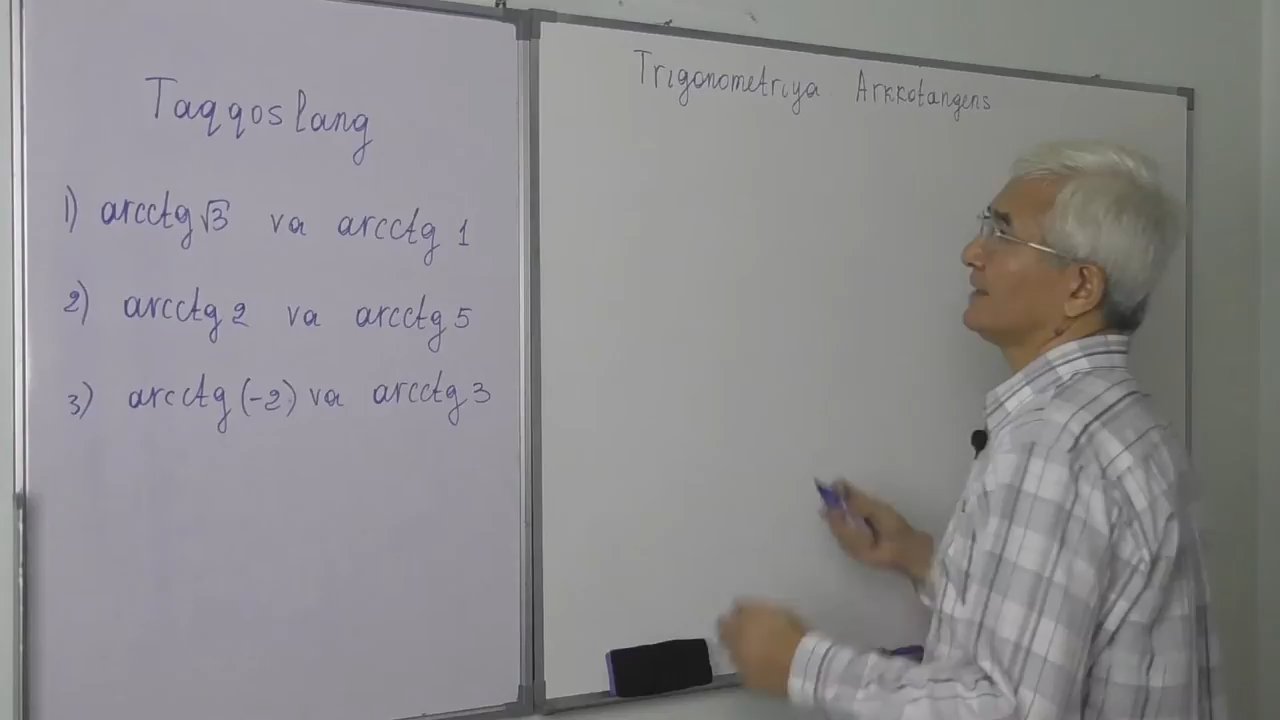 Taqqoslang
1) arcctg √3 va arcctg 1
2) arcctg 2 va arcctg 5
3) arcctg (-2) va arcctg 3
Trigonometriya Arkkotangens